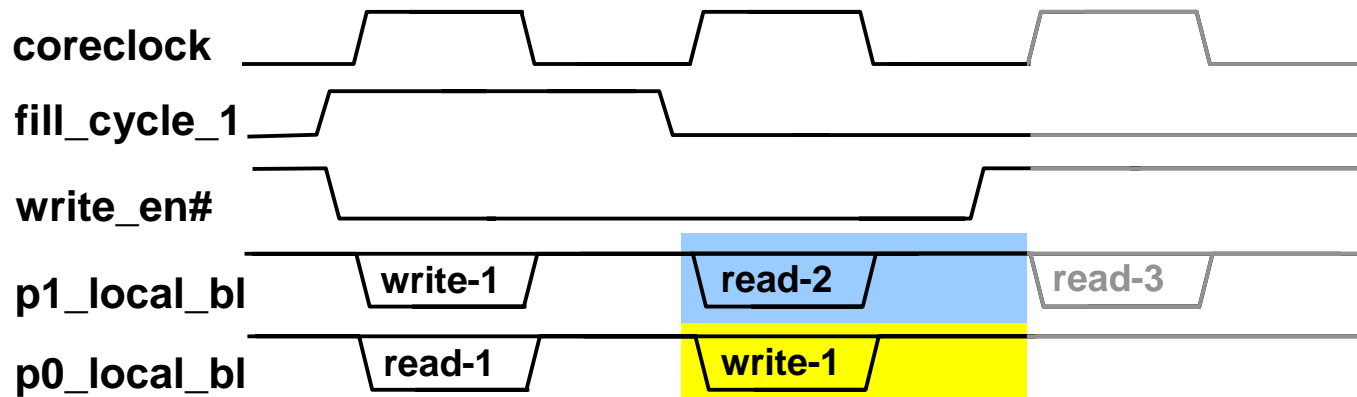 coreclock
fill_cycle_1
write_en#
p1_local_bl write-1 read-2 read-3
p0_local_bl read-1 write-1